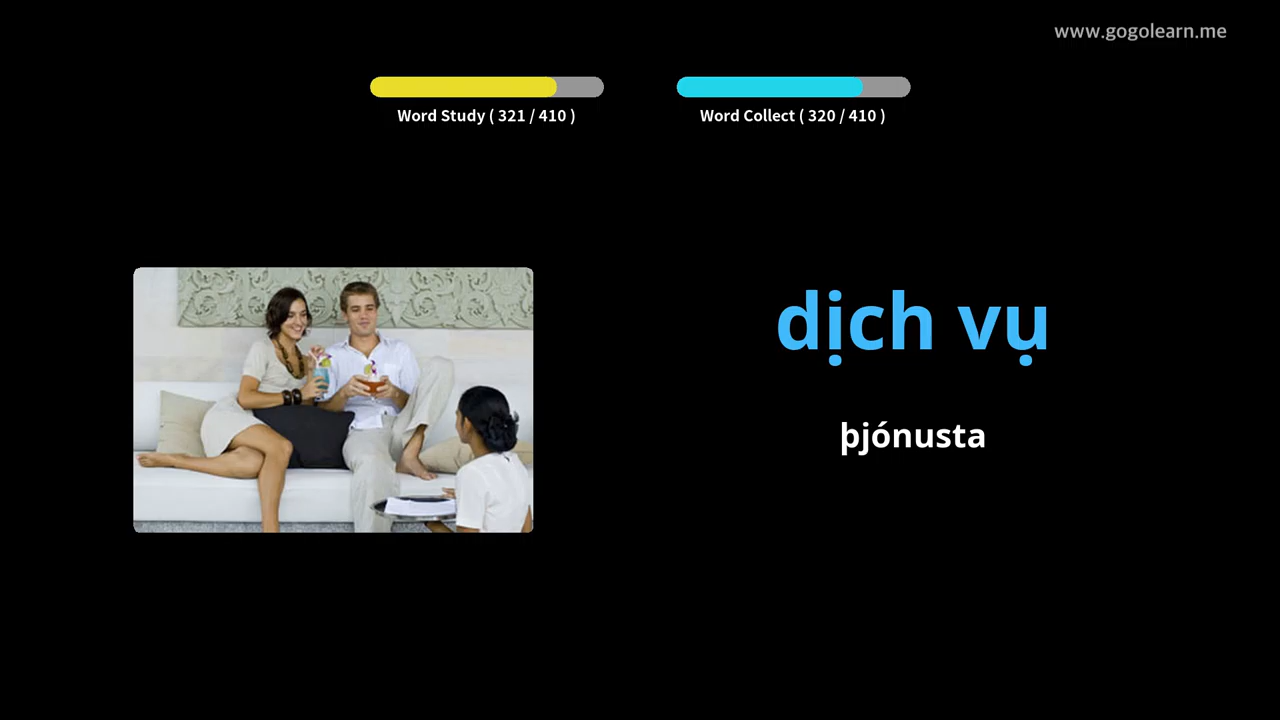 www.gogolearn.me
Word Study ( 321 / 410 )
Word Collect ( 320 / 410 )
dịch vụ
þjónusta